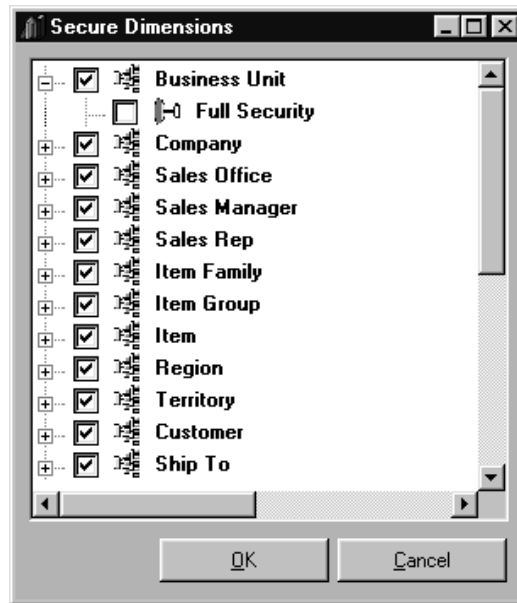 Secure Dimensions
Business Unit
Full Security
Company
Sales Office
Sales Manager
Sales Rep
Item Family
Item Group
Item
Region
Territory
Customer
Ship To
OK
Cancel